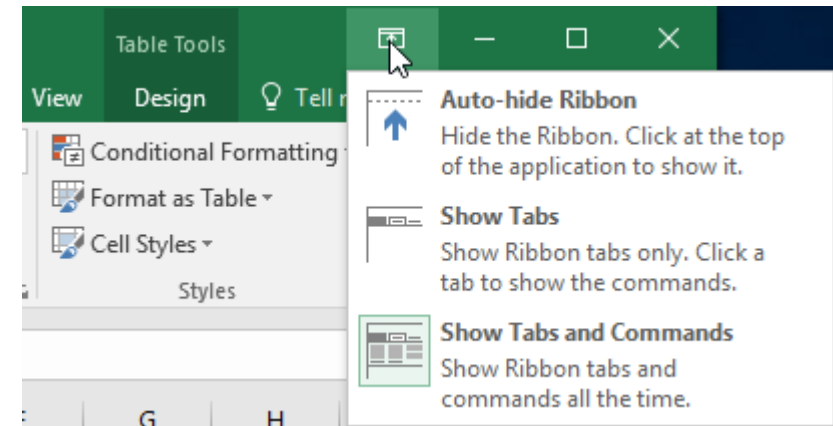 Table Tools
View Design Tell
Conditional Formatting
Format as Table
Cell Styles
Styles
G H
Auto-hide Ribbon
Hide the Ribbon. Click at the top
of the application to show it.
Show Tabs
Show Ribbon tabs only. Click a
tab to show the commands.
Show Tabs and Commands
Show Ribbon tabs and
commands all the time.